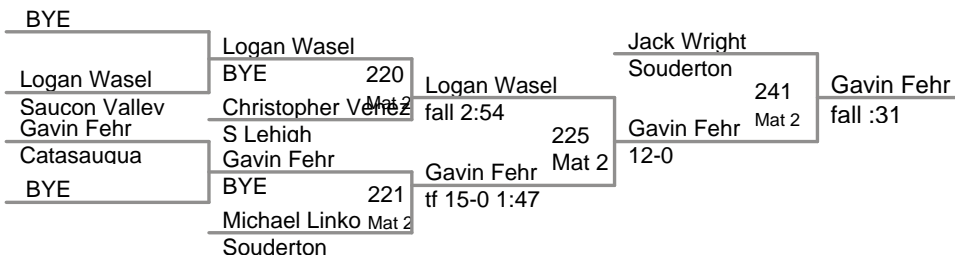 BYE
Logan Wasel
Saucon Valley
Gavin Fehr
Catasauqua
BYE
Logan Wasel
BYE
220
Mat 2
Christopher Venez
S Lehigh
Gavin Fehr
BYE
221
Mat 2
Michael Linko
Souderton
Logan Wasel
fall 2:54
225
Mat 2
Gavin Fehr
tf 15-0 1:47
Jack Wright
Souderton
241
Mat 2
Gavin Fehr
12-0
Gavin Fehr
fall :31